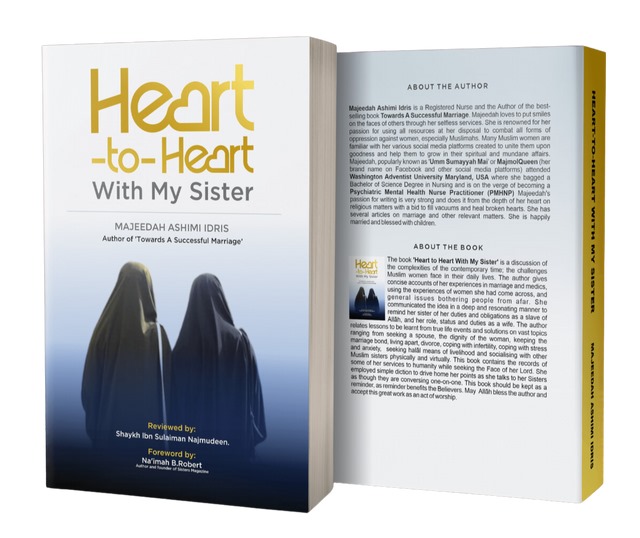 Heart
-to-Heart
With My Sister
MAJEEDAH ASHIMI IDRIS
Author of 'Towards A Successful Marriage'
Reviewed by:
Shaykh Ibn Sulaiman Najmudeen.
Foreword by:
Na'imah B.Robert
Author and founder of Sisters Magazine
ABOUT THE AUTHOR
Majeedah Ashimi Idris is a Registered Nurse and the Author of the best-
selling book Towards A Successful Marriage. Majeedah loves to put smiles
on the faces of others through her selfless services. She is renowned for her
passion for using all resources at her disposal to combat all forms of
oppression against women, especially Muslimahs. Many Muslim women are
familiar with her various social media platforms created to unite them upon
goodness and help them to grow in their spiritual and mundane affairs.
Majeedah, popularly known as 'Umm Sumayyah Mai' or MajnolQueen (her
brand name on Facebook and other social media platforms) attended
Washington Adventist University Maryland, USA where she bagged a
Bachelor of Science Degree in Nursing and is on the verge of becoming a
Psychiatric Mental Health Nurse Practitioner (PMHNP) Majeedah's
passion for writing is very strong and does it from the depth of her heart on
religious matters with a bid to fill vacuums and heal broken hearts. She has
several articles on marriage and other relevant matters. She is happily
married and blessed with children.
ABOUT THE BOOK
The book 'Heart to Heart With My Sister' is a discussion of
the complexities of the contemporary time; the challenges
Muslim women face in their daily lives. The author gives
concise accounts of her experiences in marriage and medics,
using the experiences of women she had come across, and
general issues bothering people from afar. She
communicated the idea in a deep and resonating manner to
remind her sister of her duties and obligations as a slave of
Allāh, and her role, status and duties as a wife. The author
relates lessons to be learnt from true life events and solutions on vast topics
ranging from seeking a spouse, the dignity of the woman, keeping the
marriage bond, living apart, divorce, coping with infertility, coping with stress
and anxiety, seeking halāl means of livelihood and socialising with other
Muslim sisters physically and virtually. This book contains the records of
some of her services to humanity while seeking the Face of her Lord. She
employed simple diction to drive home her points as she talks to her Sisters
as though they are conversing one-on-one. This book should be kept as a
reminder, as reminder benefits the Believers. May Allāh bless the author and
accept this great work as an act of worship.
Heart
-to-Heart
With My Sister
HEART-TO-HEART WITH MY SISTER
MAJEEDAH ASHIMI IDRIS